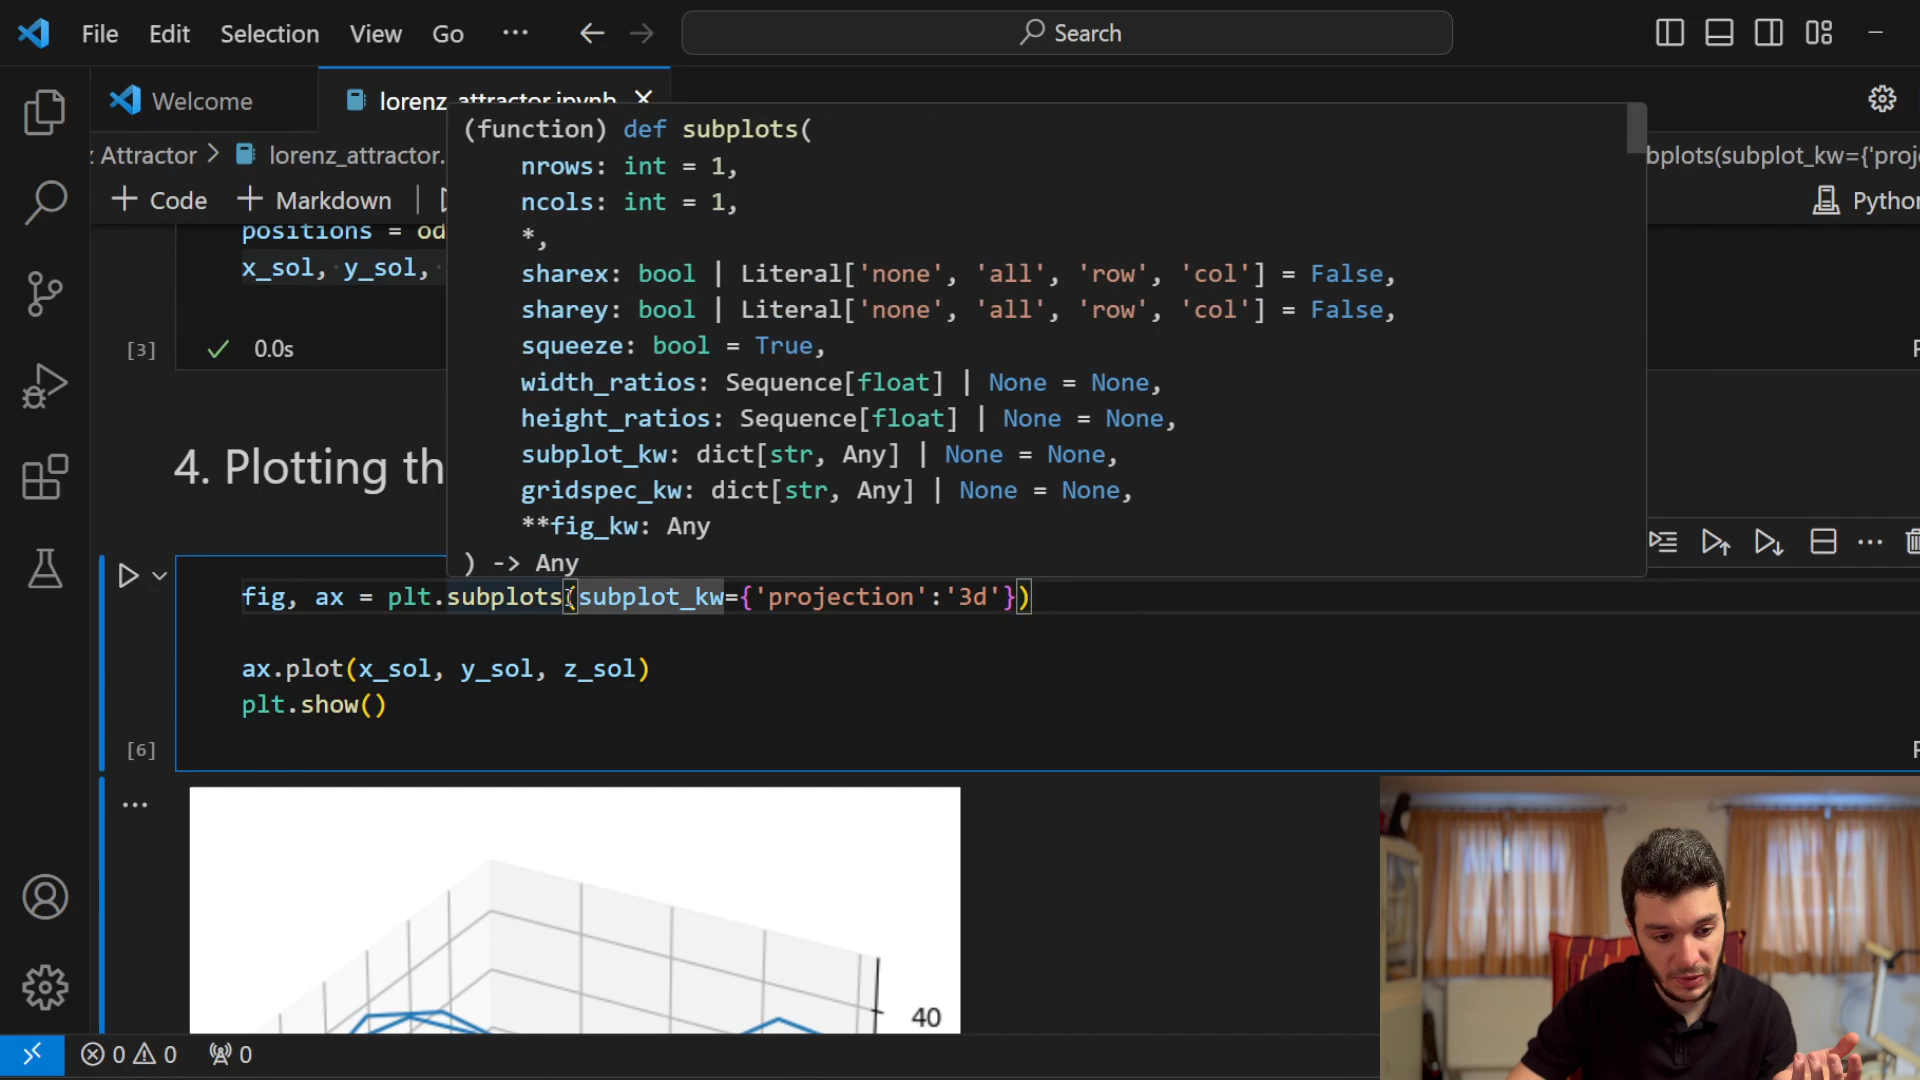 File Edit Selection View Go ··· Search
Welcome lorenz_attractor.ipynb
Attractor > lorenz_attractor. bplots(subplot_kw={'proj
+ Code + Markdown Python
(function) def subplots(
nrows: int = 1,
ncols: int = 1,
*,
sharex: bool | Literal['none', 'all', 'row', 'col'] = False,
sharey: bool | Literal['none', 'all', 'row', 'col'] = False,
squeeze: bool = True,
width_ratios: Sequence[float] | None = None,
height_ratios: Sequence[float] | None = None,
subplot_kw: dict[str, Any] | None = None,
gridspec_kw: dict[str, Any] | None = None,
**fig_kw: Any
) -> Any
positions = od
x_sol, y_sol,
[3] 0.0s
4. Plotting th
fig, ax = plt.subplots(subplot_kw={'projection':'3d'})
ax.plot(x_sol, y_sol, z_sol)
plt.show()
[6]
40
0 0 0